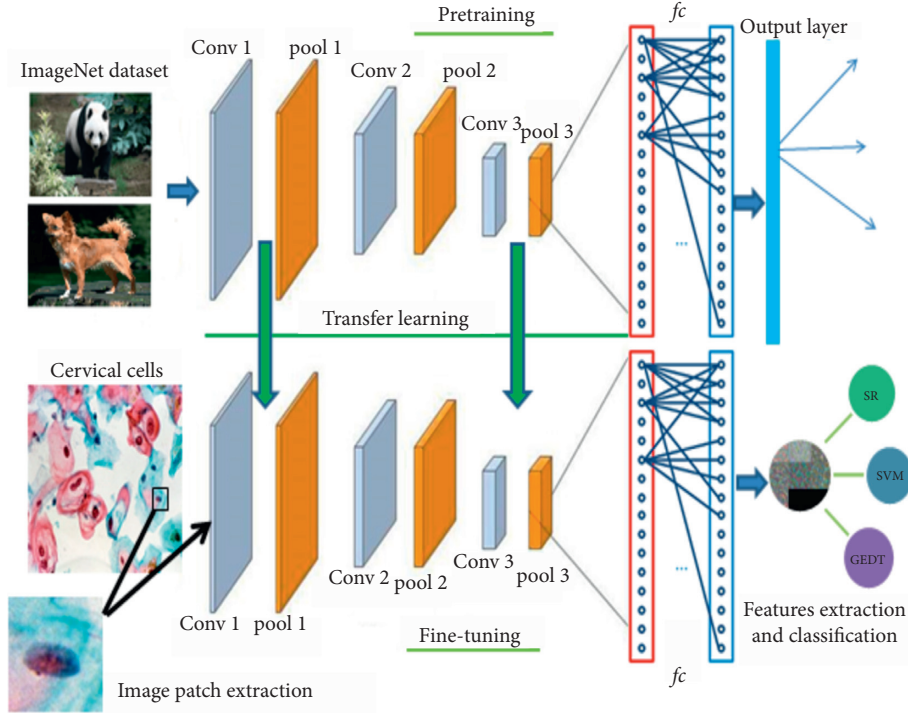 Pretraining
fc
Output layer
ImageNet dataset
Conv 1
pool 1
Conv 2
pool 2
Conv 3
pool 3
...
Transfer learning
Cervical cells
SR
SVM
GEDT
...
Conv 1
pool 1
Conv 2
pool 2
Conv 3
pool 3
Features extraction
and classification
Fine-tuning
fc
Image patch extraction